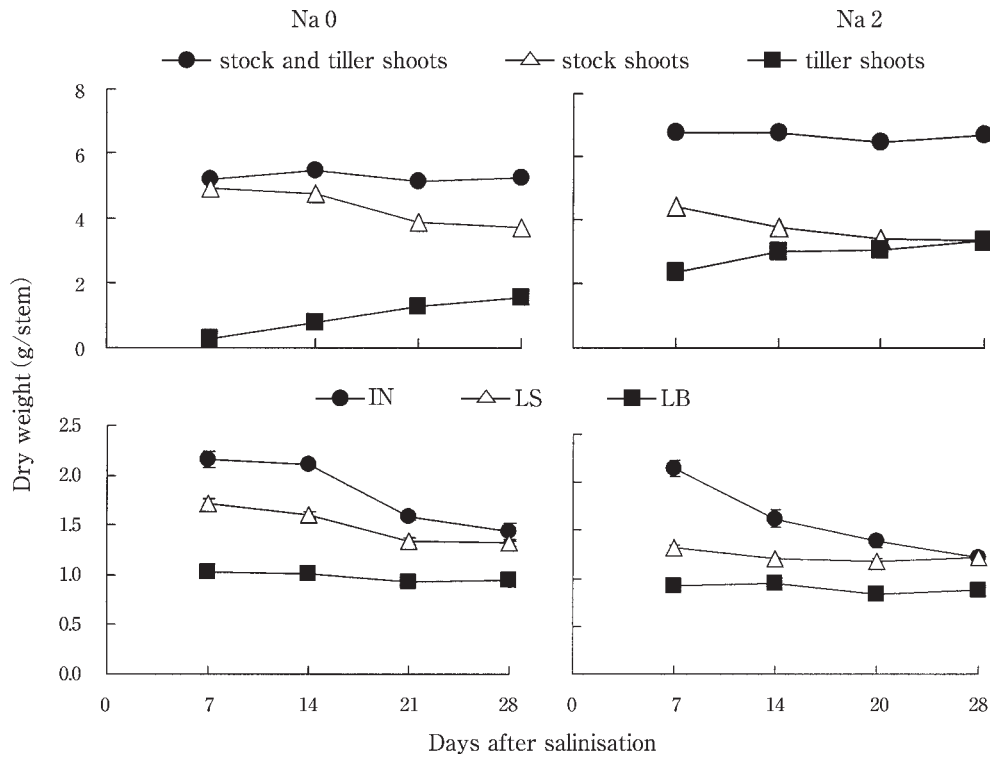 Na 0 Na 2
stock and tiller shoots stock shoots tiller shoots
8
6
4
2
0
Dry weight (g/stem)
IN LS LB
2.5
2.0
1.5
1.0
0.5
0.0
0 7 14 21 28 0 7 14 20 28
Days after salinisation